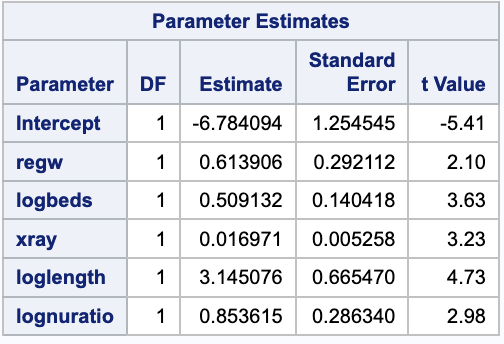 Parameter Estimates
Parameter DF Estimate Standard Error t Value
Intercept 1 -6.784094 1.254545 -5.41
regw 1 0.613906 0.292112 2.10
logbeds 1 0.509132 0.140418 3.63
xray 1 0.016971 0.005258 3.23
loglength 1 3.145076 0.665470 4.73
lognuratio 1 0.853615 0.286340 2.98